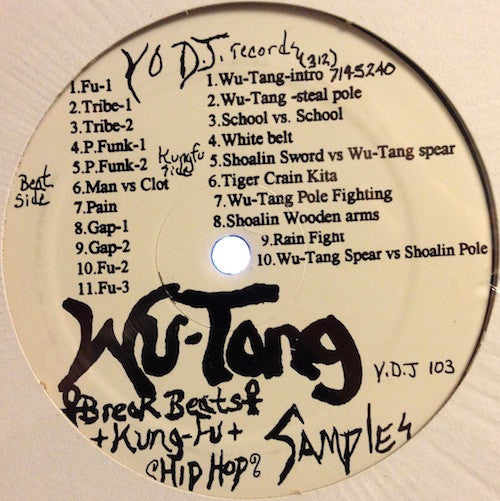 YO D.J. records (312) 7145240
Beat Side
1.Fu-1
2.Tribe-1
3.Tribe-2
4.P.Funk-1
5.P.Funk-2
6.Man vs Clot
7.Pain
8.Gap-1
9.Gap-2
10.Fu-2
11.Fu-3
Kungfu Side
1.Wu-Tang-intro
2.Wu-Tang -steal pole
3.School vs. School
4.White belt
5.Shoalin Sword vs Wu-Tang spear
6.Tiger Crain Kita
7.Wu-Tang Pole Fighting
8.Shoalin Wooden arms
9.Rain Fight
10.Wu-Tang Spear vs Shoalin Pole
Wu-Tang
Y.D.J 103
Break Beats
+Kung-Fu+
Hip Hop
SAMPLES